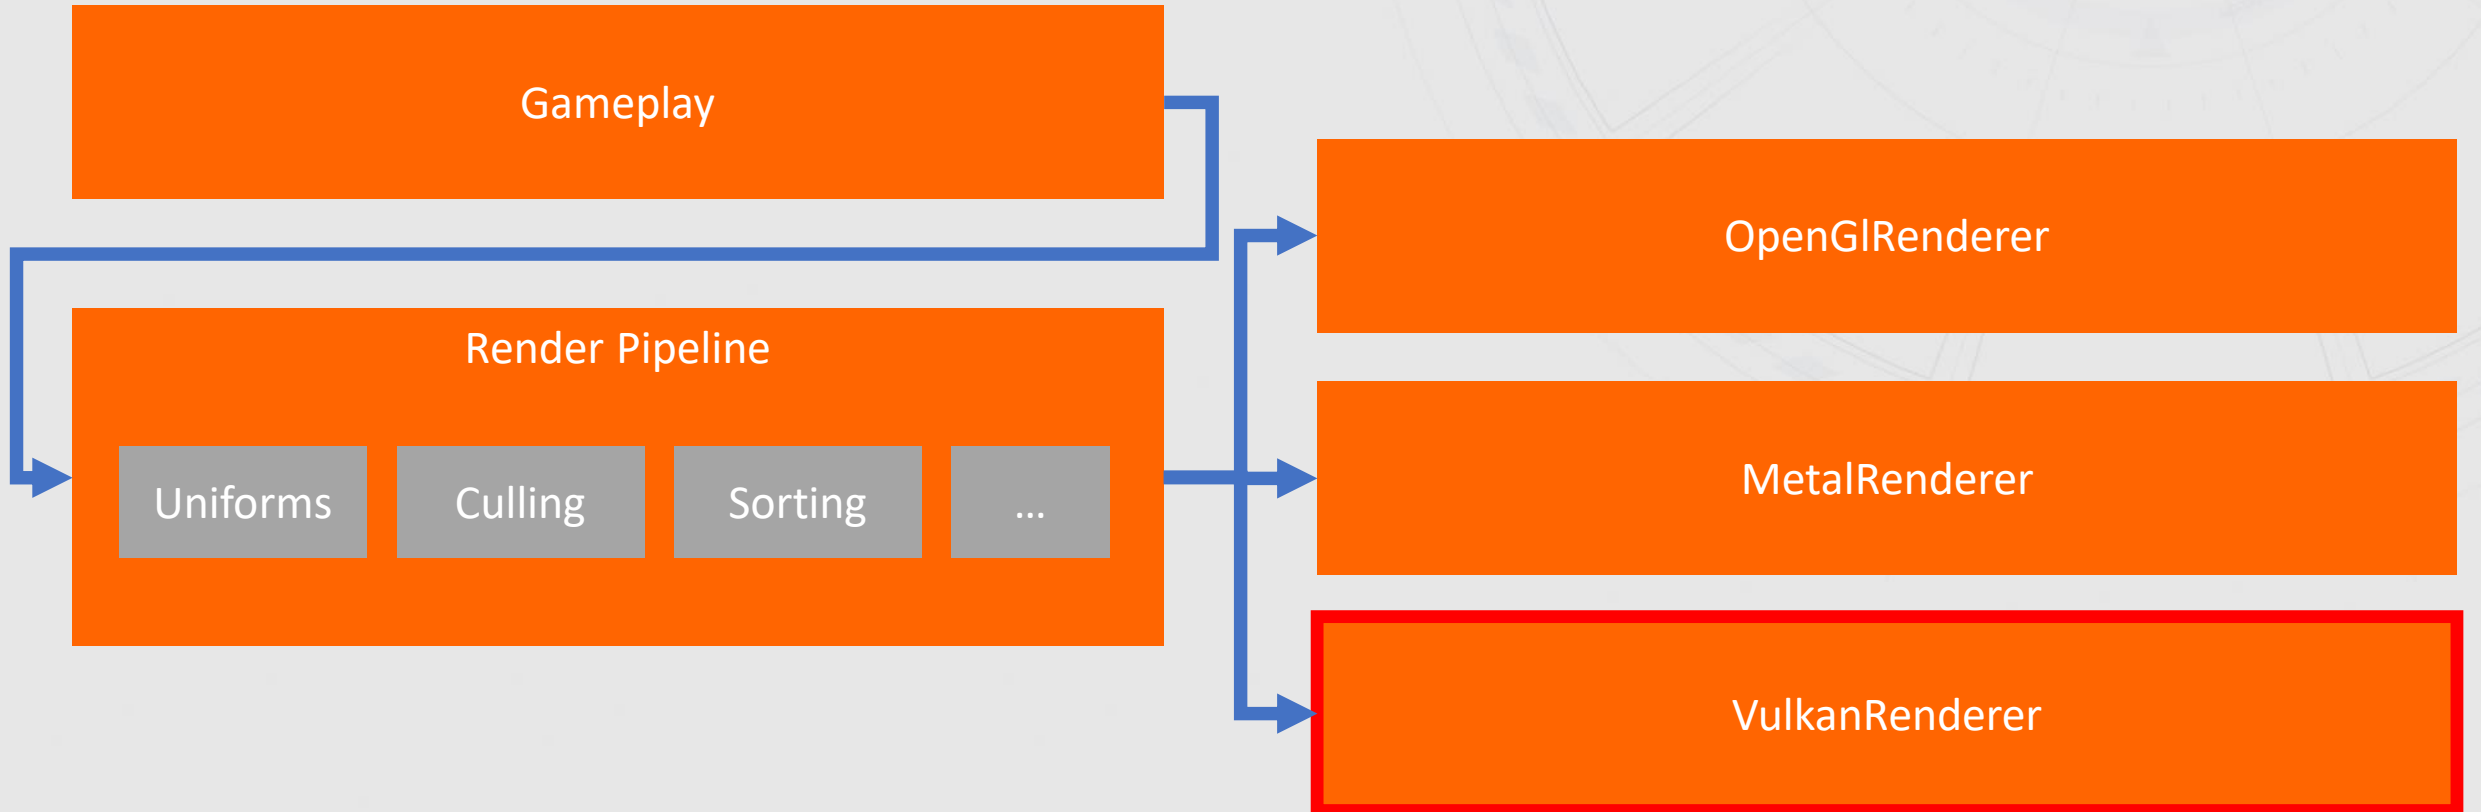 Gameplay
Render Pipeline
Uniforms
Culling
Sorting
...
OpenGlRenderer
MetalRenderer
VulkanRenderer